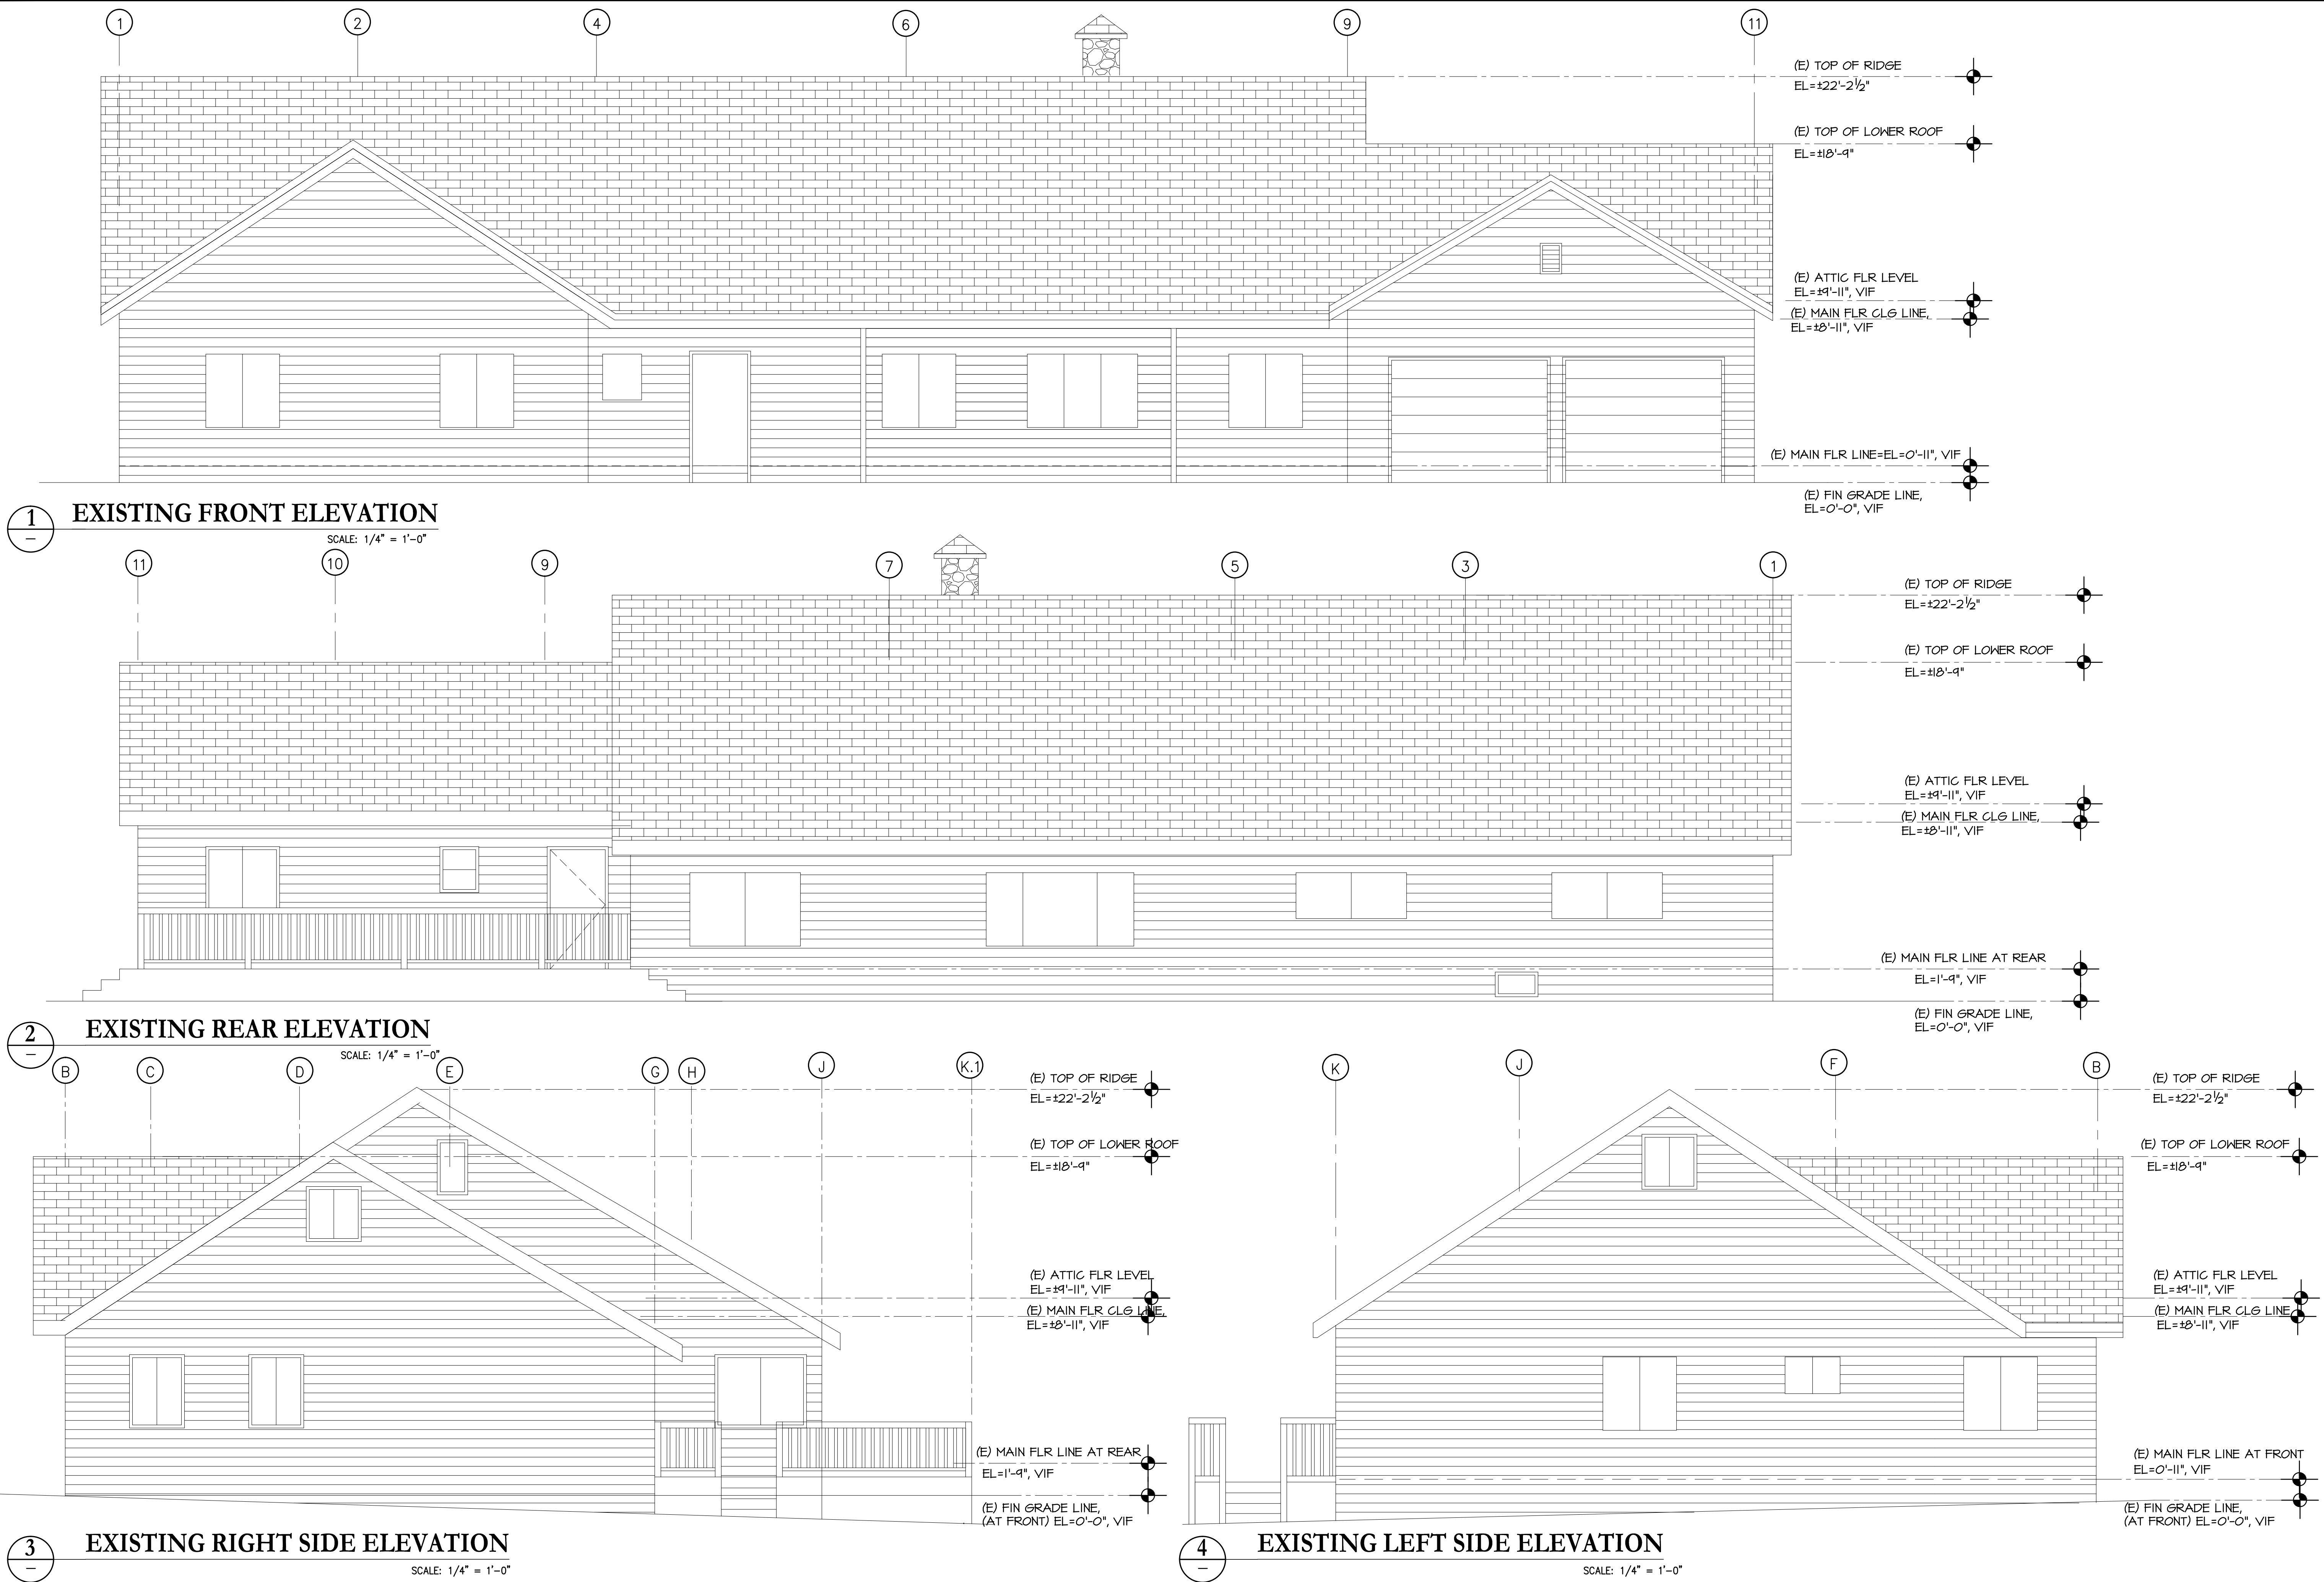 1 2 4 6 9 11
(E) TOP OF RIDGE
EL=±22'-2½"
(E) TOP OF LOWER ROOF
EL=±18'-9"
(E) ATTIC FLR LEVEL
EL=±9'-11", VIF
(E) MAIN FLR CLG LINE,
EL=±8'-11", VIF
(E) MAIN FLR LINE=EL=0'-11", VIF
(E) FIN GRADE LINE,
EL=0'-0", VIF
1
–
EXISTING FRONT ELEVATION
SCALE: 1/4" = 1'-0"
11 10 9 7 5 3 1
(E) TOP OF RIDGE
EL=±22'-2½"
(E) TOP OF LOWER ROOF
EL=±18'-9"
(E) ATTIC FLR LEVEL
EL=±9'-11", VIF
(E) MAIN FLR CLG LINE,
EL=±8'-11", VIF
(E) MAIN FLR LINE AT REAR
EL=1'-9", VIF
(E) FIN GRADE LINE,
EL=0'-0", VIF
2
–
EXISTING REAR ELEVATION
SCALE: 1/4" = 1'-0"
B C D E G H J K.1
(E) TOP OF RIDGE
EL=±22'-2½"
(E) TOP OF LOWER ROOF
EL=±18'-9"
(E) ATTIC FLR LEVEL
EL=±9'-11", VIF
(E) MAIN FLR CLG LINE,
EL=±8'-11", VIF
(E) MAIN FLR LINE AT REAR
EL=1'-9", VIF
(E) FIN GRADE LINE,
(AT FRONT) EL=0'-0", VIF
3
–
EXISTING RIGHT SIDE ELEVATION
SCALE: 1/4" = 1'-0"
K J F B
(E) TOP OF RIDGE
EL=±22'-2½"
(E) TOP OF LOWER ROOF
EL=±18'-9"
(E) ATTIC FLR LEVEL
EL=±9'-11", VIF
(E) MAIN FLR CLG LINE,
EL=±8'-11", VIF
(E) MAIN FLR LINE AT FRONT
EL=0'-11", VIF
(E) FIN GRADE LINE,
(AT FRONT) EL=0'-0", VIF
4
–
EXISTING LEFT SIDE ELEVATION
SCALE: 1/4" = 1'-0"